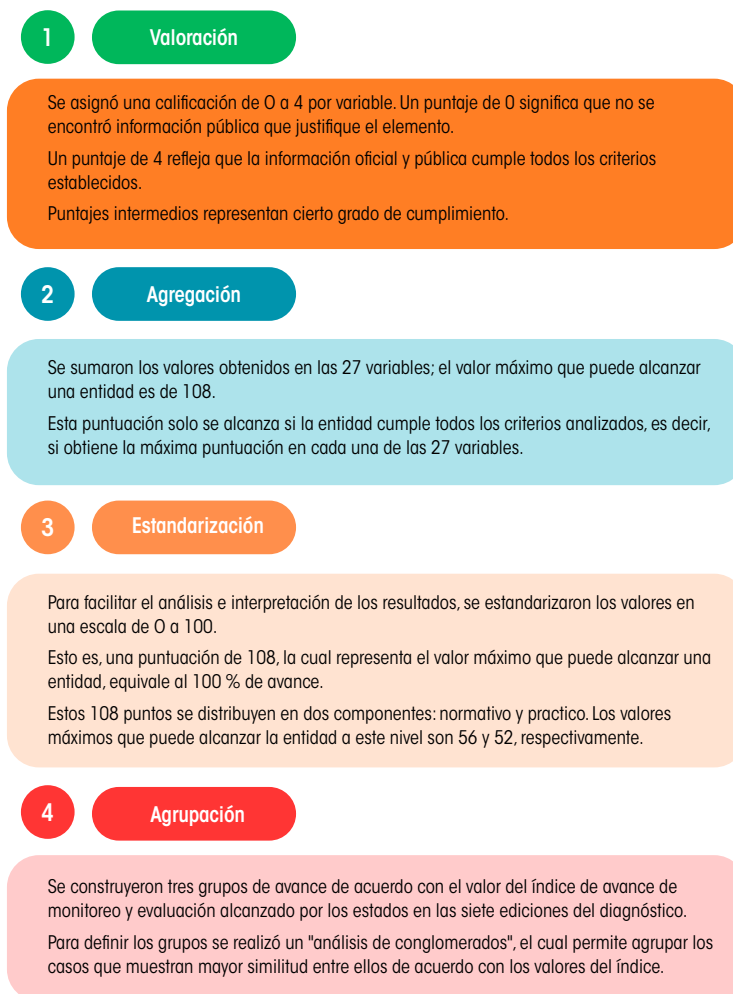 1
Valoración
Se asignó una calificación de O a 4 por variable. Un puntaje de 0 significa que no se
encontró información pública que justifique el elemento.
Un puntaje de 4 refleja que la información oficial y pública cumple todos los criterios
establecidos.
Puntajes intermedios representan cierto grado de cumplimiento.
2
Agregación
Se sumaron los valores obtenidos en las 27 variables; el valor máximo que puede alcanzar
una entidad es de 108.
Esta puntuación solo se alcanza si la entidad cumple todos los criterios analizados, es decir,
si obtiene la máxima puntuación en cada una de las 27 variables.
3
Estandarización
Para facilitar el análisis e interpretación de los resultados, se estandarizaron los valores en
una escala de O a 100.
Esto es, una puntuación de 108, la cual representa el valor máximo que puede alcanzar una
entidad, equivale al 100 % de avance.
Estos 108 puntos se distribuyen en dos componentes: normativo y practico. Los valores
máximos que puede alcanzar la entidad a este nivel son 56 y 52, respectivamente.
4
Agrupación
Se construyeron tres grupos de avance de acuerdo con el valor del índice de avance de
monitoreo y evaluación alcanzado por los estados en las siete ediciones del diagnóstico.
Para definir los grupos se realizó un "análisis de conglomerados", el cual permite agrupar los
casos que muestran mayor similitud entre ellos de acuerdo con los valores del índice.